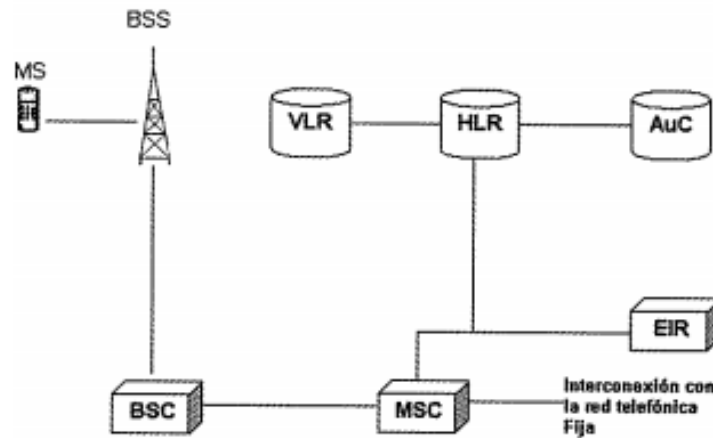 BSS
MS
VLR
HLR
AuC
EIR
BSC
MSC
Interconexión con
la red telefónica
Fija